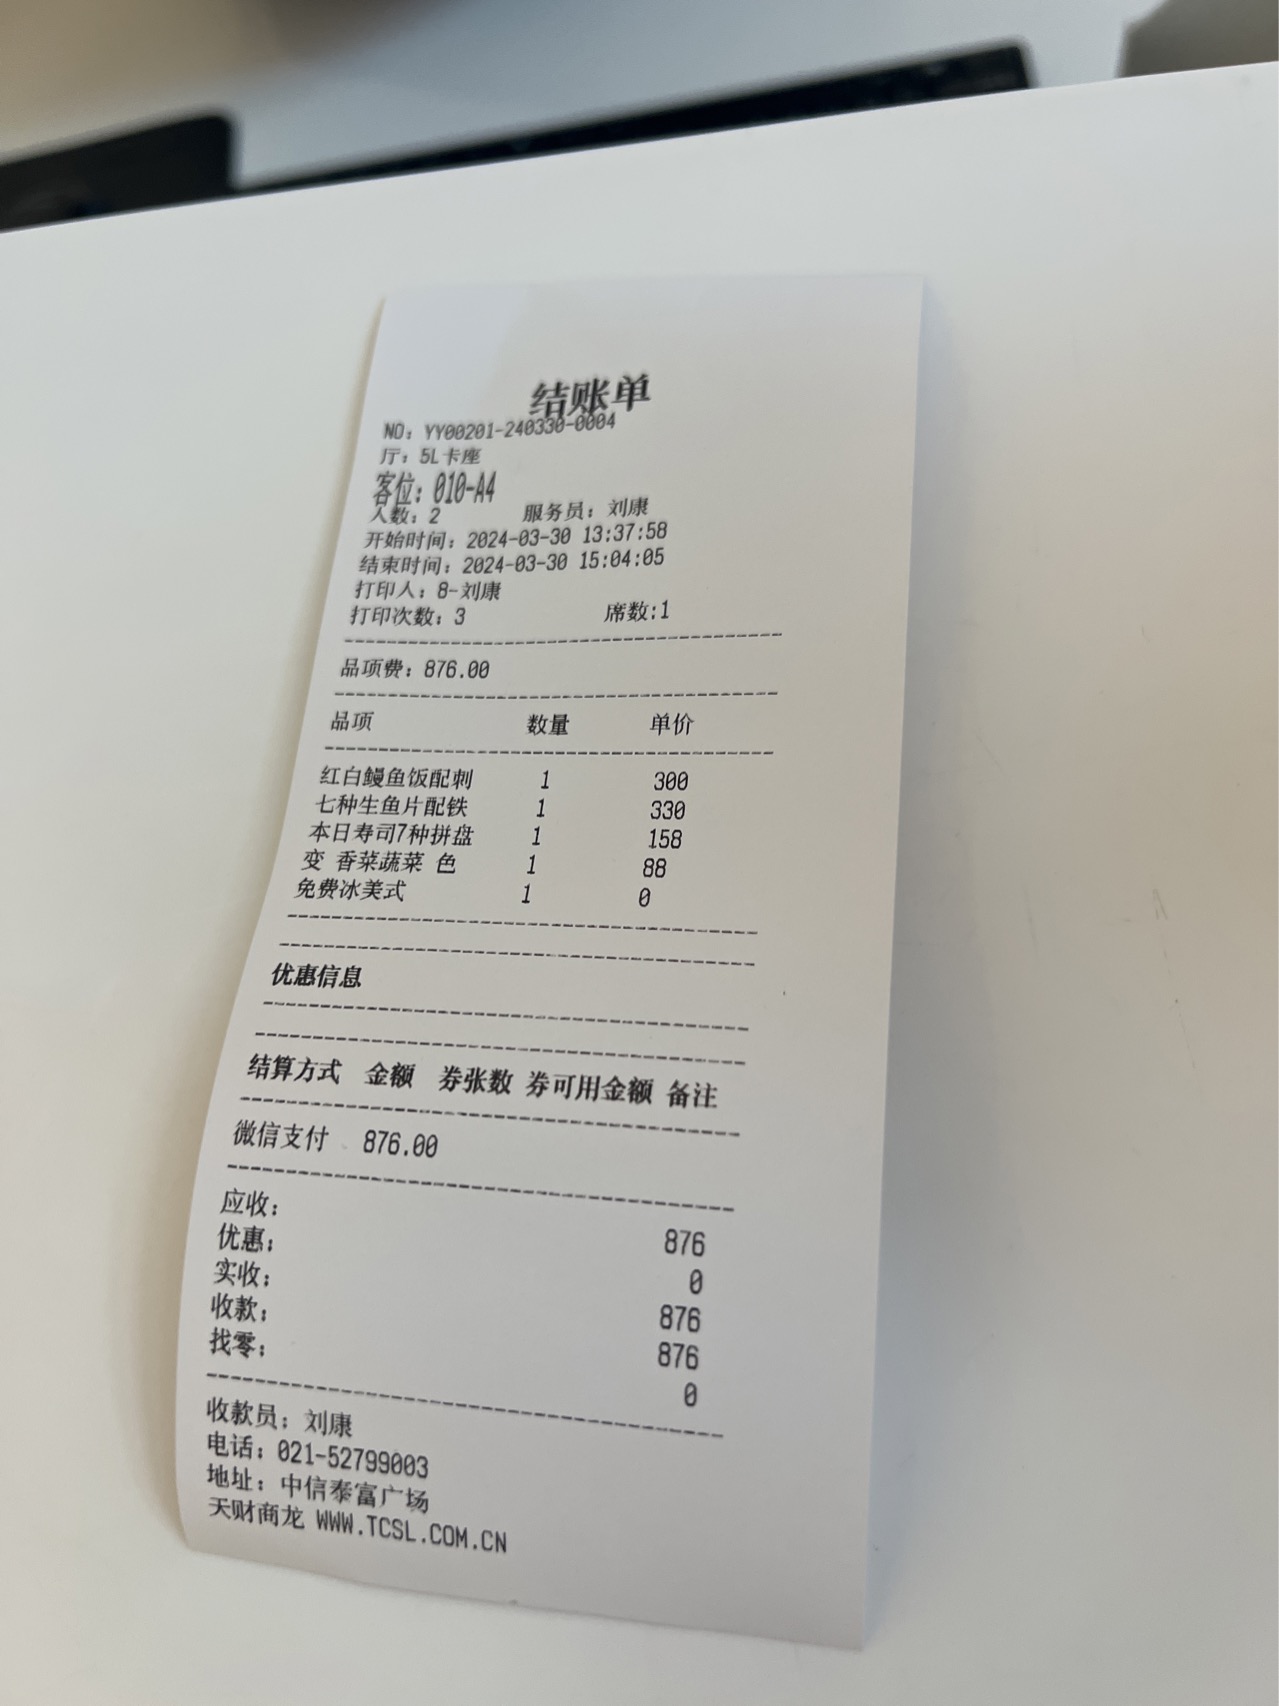 结账单
NO: YY00201-240330-0004
厅: 5L卡座
客位: 010-A4
人数: 2 服务员: 刘康
开始时间: 2024-03-30 13:37:58
结束时间: 2024-03-30 15:04:05
打印人: 8-刘康
打印次数: 3 席数:1
品项费: 876.00
品项 数量 单价
红白鳗鱼饭配刺 1 300
七种生鱼片配铁 1 330
本日寿司7种拼盘 1 158
变 香菜蔬菜 色 1 88
免费冰美式 1 0
优惠信息
结算方式 金额 券张数 券可用金额 备注
微信支付 876.00
应收: 876
优惠: 0
实收: 876
收款: 876
找零: 0
收款员: 刘康
电话: 021-52799003
地址: 中信泰富广场
天财商龙 WWW.TCSL.COM.CN